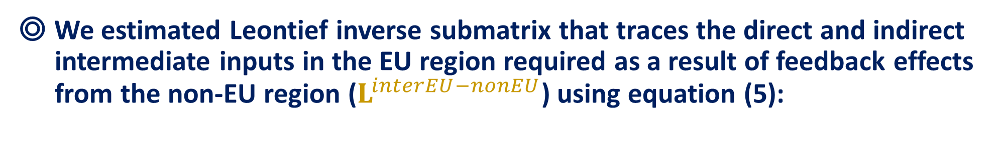 ◎ We estimated Leontief inverse submatrix that traces the direct and indirect
intermediate inputs in the EU region required as a result of feedback effects
from the non-EU region (𝐋^{interEU−nonEU}) using equation (5):